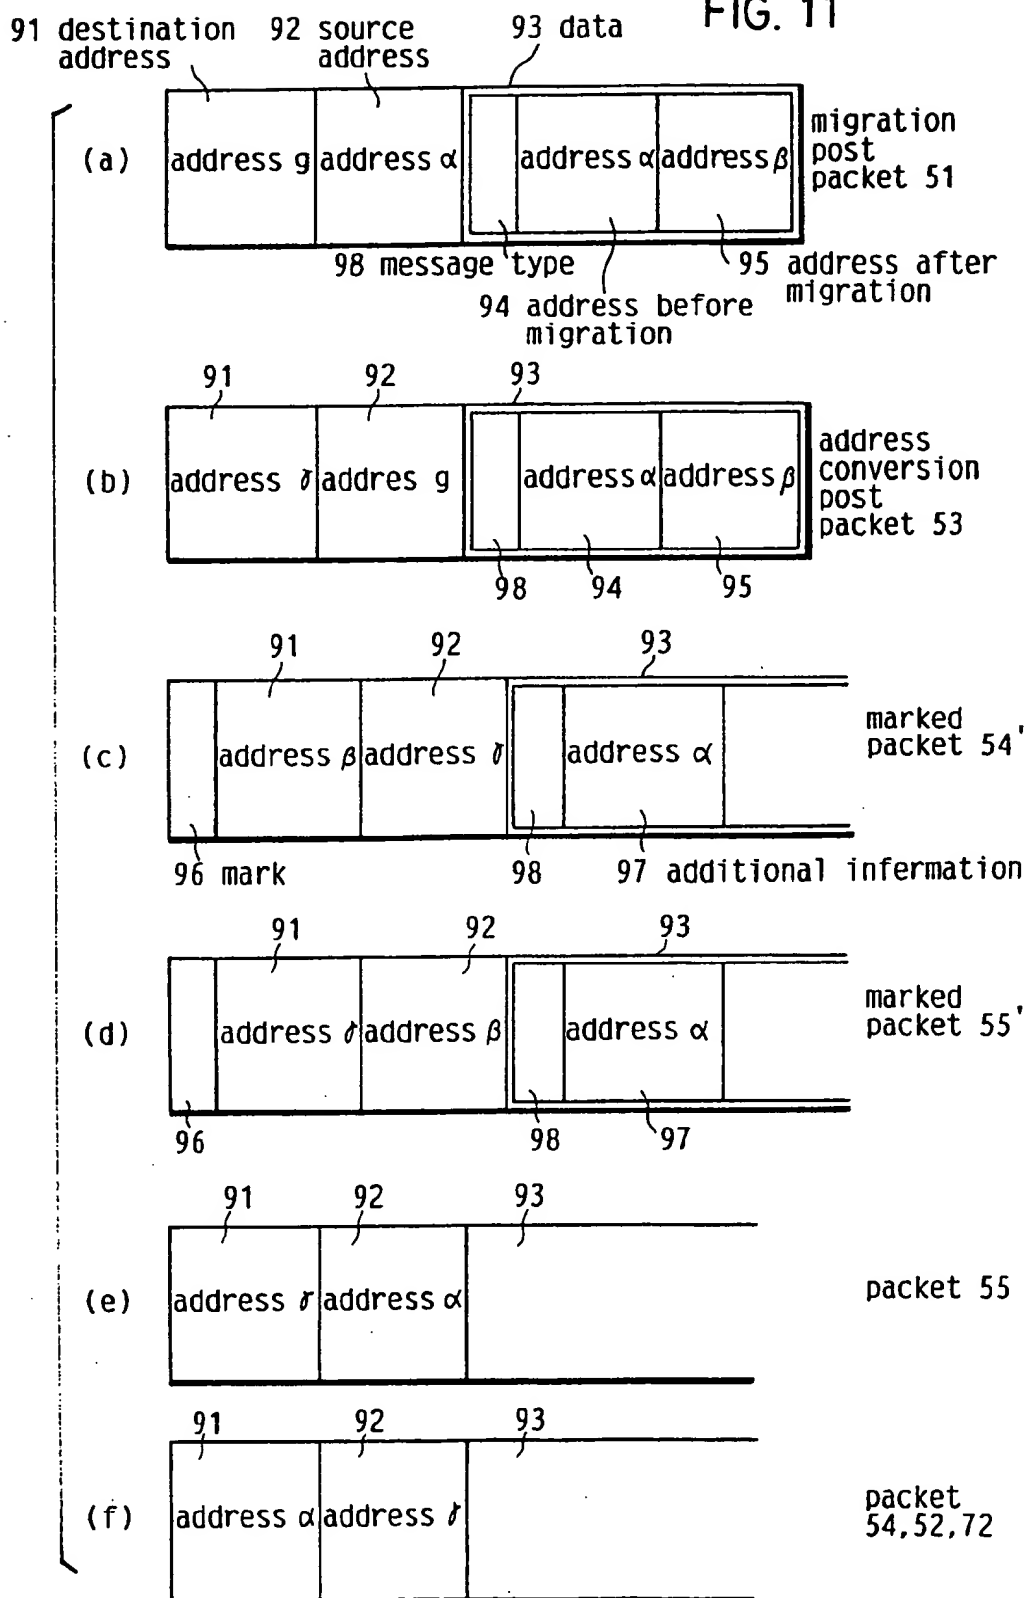 FIG. 11
91 destination address
92 source address
93 data
(a)
address g
address α
address α
address β
migration post packet 51
98 message type
94 address before migration
95 address after migration
91
92
93
(b)
address γ
addres g
address α
address β
address conversion post packet 53
98
94
95
91
92
93
(c)
address β
address γ
address α
marked packet 54'
96 mark
98
97 additional infermation
91
92
93
(d)
address γ
address β
address α
marked packet 55'
96
98
97
91
92
93
(e)
address γ
address α
packet 55
91
92
93
(f)
address α
address γ
packet 54,52,72